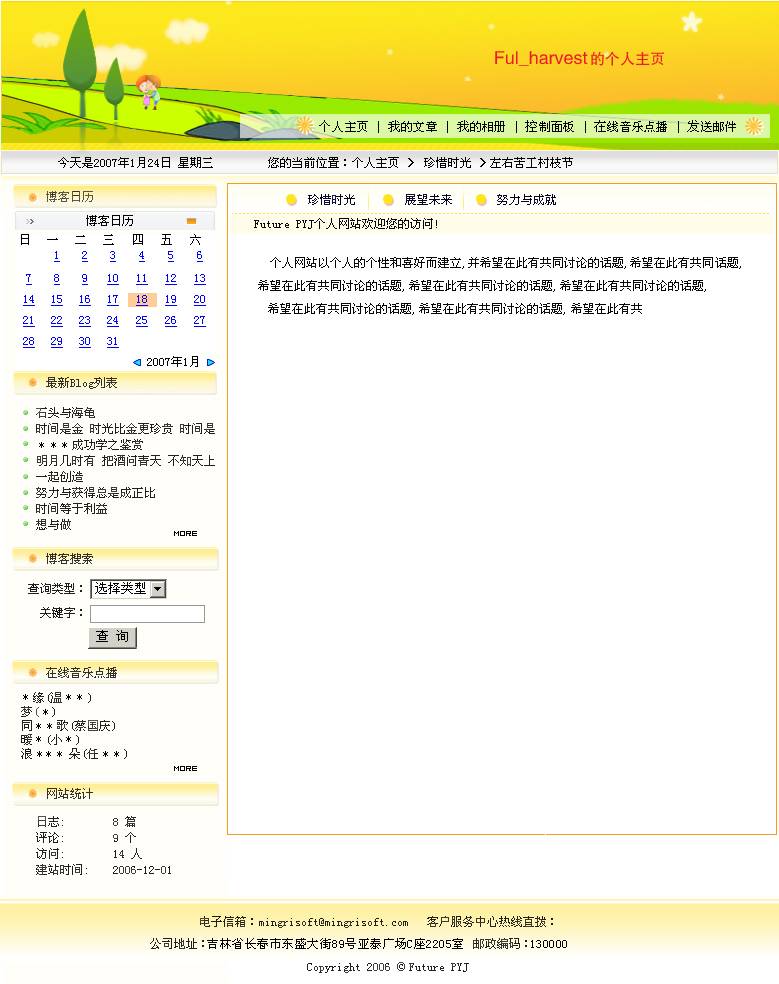 Ful_harvest的个人主页
个人主页 | 我的文章 | 我的相册 | 控制面板 | 在线音乐点播 | 发送邮件
今天是2007年1月24日 星期三 您的当前位置：个人主页 > 珍惜时光 > 左右苦工村枝节
博客日历
>> 博客日历
日 一 二 三 四 五 六
1 2 3 4 5 6
7 8 9 10 11 12 13
14 15 16 17 18 19 20
21 22 23 24 25 26 27
28 29 30 31
2007年1月
最新Blog列表
石头与海龟
时间是金 时光比金更珍贵 时间是
＊＊＊成功学之鉴赏
明月几时有 把酒问青天 不知天上
一起创造
努力与获得总是成正比
时间等于利益
想与做
MORE
博客搜索
查询类型： 选择类型
关键字：
查 询
在线音乐点播
＊缘(温＊＊)
梦(＊)
同＊＊歌(蔡国庆)
暖＊(小＊)
浪＊＊＊朵(任＊＊)
MORE
网站统计
日志: 8 篇
评论: 9 个
访问: 14 人
建站时间: 2006-12-01
珍惜时光 展望未来 努力与成就
Future PYJ个人网站欢迎您的访问!
个人网站以个人的个性和喜好而建立,并希望在此有共同讨论的话题,希望在此有共同话题,
希望在此有共同讨论的话题,希望在此有共同讨论的话题,希望在此有共同讨论的话题,
希望在此有共同讨论的话题,希望在此有共同讨论的话题, 希望在此有共
电子信箱：mingrisoft@mingrisoft.com 客户服务中心热线直拨：
公司地址：吉林省长春市东盛大街89号亚泰广场C座2205室 邮政编码：130000
Copyright 2006 ©Future PYJ